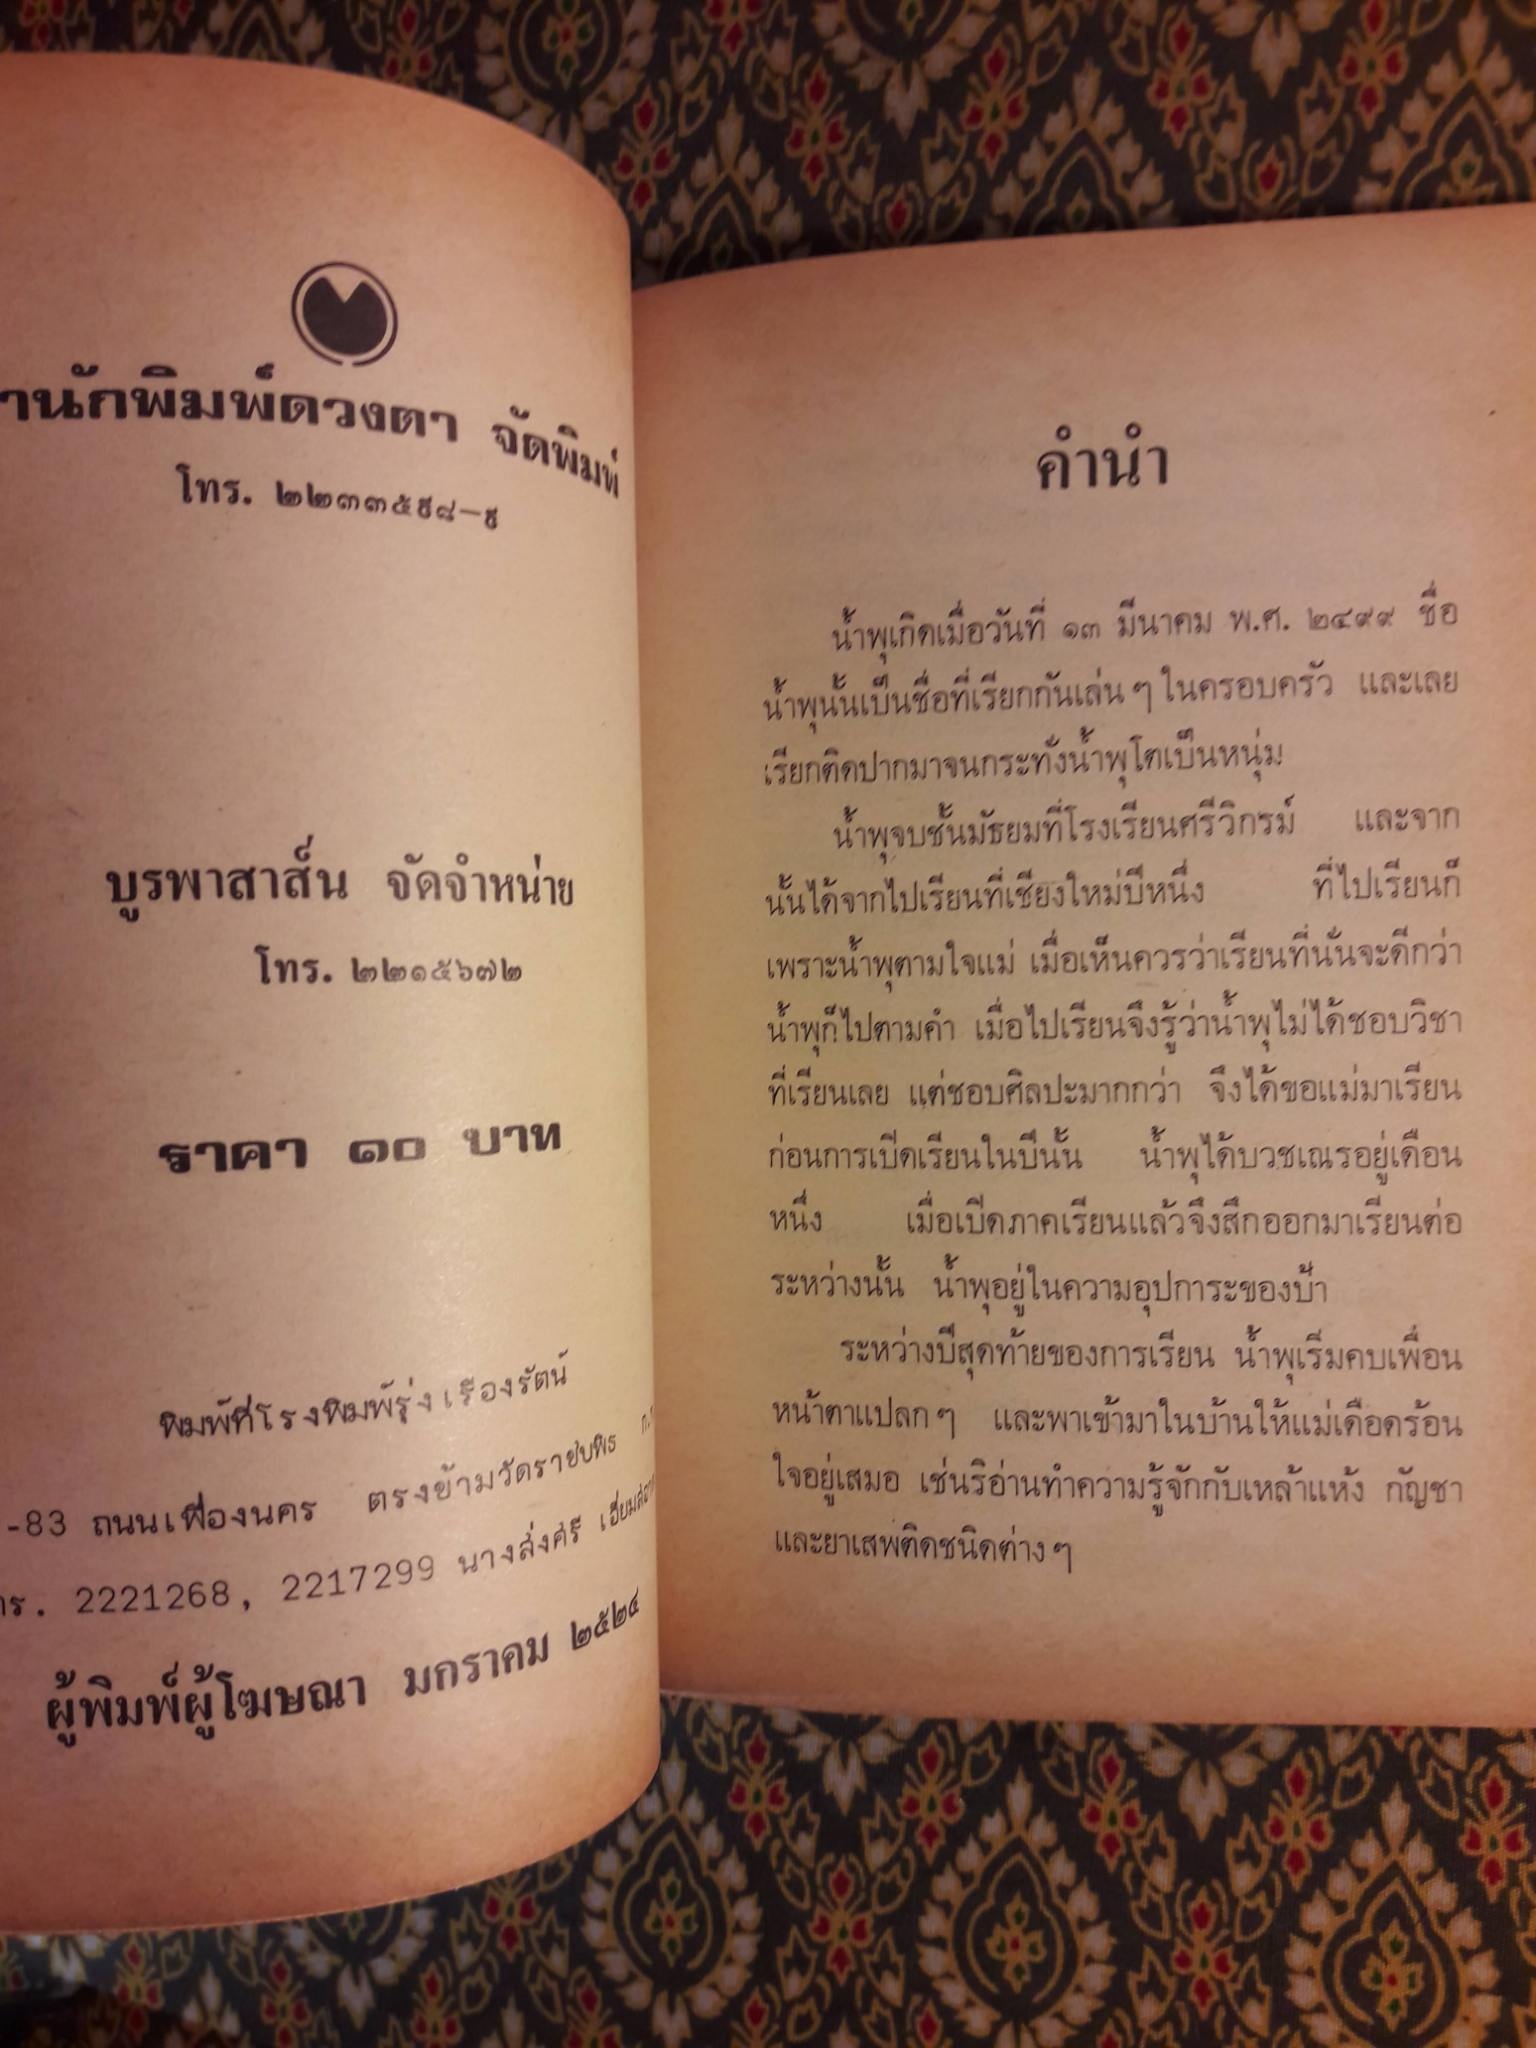 สำนักพิมพ์ดวงตา จัดพิมพ์
โทร. ๒๒๓๓๕๕๘-๙
บูรพาสาส์น จัดจำหน่าย
โทร. ๒๒๑๕๖๗๒
ราคา ๑๐ บาท
พิมพ์ที่โรงพิมพ์รุ่งเรืองรัตน์
-83 ถนนเฟื่องนคร ตรงข้ามวัดราชบพิธ
โทร. 2221268, 2217299 นางส่งศรี
ผู้พิมพ์ผู้โฆษณา มกราคม ๒๕๒๔
คำนำ
น้ำพุเกิดเมื่อวันที่ ๑๓ มีนาคม พ.ศ. ๒๔๙๙ ชื่อ
น้ำพุนั้นเป็นชื่อที่เรียกกันเล่นๆ ในครอบครัว และเลย
เรียกติดปากมาจนกระทั่งน้ำพุโตเป็นหนุ่ม
น้ำพุจบชั้นมัธยมที่โรงเรียนศรีวิกรม์ และจาก
นั้นได้จากไปเรียนที่เชียงใหม่ปีหนึ่ง ที่ไปเรียนก็
เพราะน้ำพุตามใจแม่ เมื่อเห็นควรว่าเรียนที่นั่นจะดีกว่า
น้ำพุก็ไปตามคำ เมื่อไปเรียนจึงรู้ว่าน้ำพุไม่ได้ชอบวิชา
ที่เรียนเลย แต่ชอบศิลปะมากกว่า จึงได้ขอแม่มาเรียน
ก่อนการเปิดเรียนในปีนั้น น้ำพุได้บวชเณรอยู่เดือน
หนึ่ง เมื่อเปิดภาคเรียนแล้วจึงสึกออกมาเรียนต่อ
ระหว่างนั้น น้ำพุอยู่ในความอุปการะของป้า
ระหว่างปีสุดท้ายของการเรียน น้ำพุเริ่มคบเพื่อน
หน้าตาแปลกๆ และพาเข้ามาในบ้านให้แม่เดือดร้อน
ใจอยู่เสมอ เช่นริอ่านทำความรู้จักกับเหล้าแห้ง กัญชา
และยาเสพติดชนิดต่างๆ